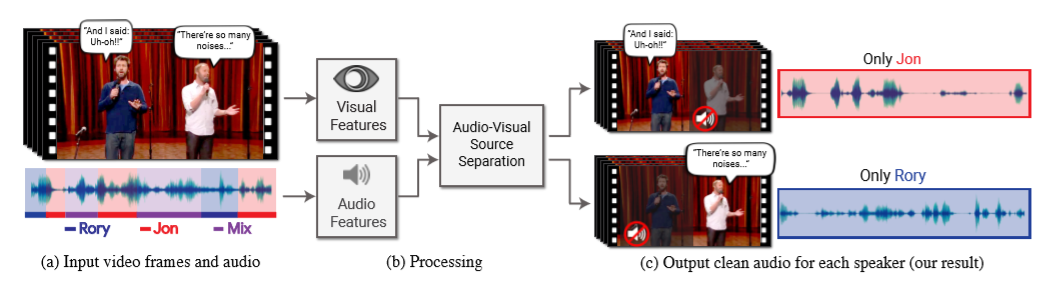 "And I said:
Uh-oh!!"
"There're so many
noises..."
Rory
Jon
Mix
(a) Input video frames and audio
Visual
Features
Audio
Features
Audio-Visual
Source
Separation
(b) Processing
"And I said:
Uh-oh!!"
Only Jon
"There're so many
noises..."
Only Rory
(c) Output clean audio for each speaker (our result)